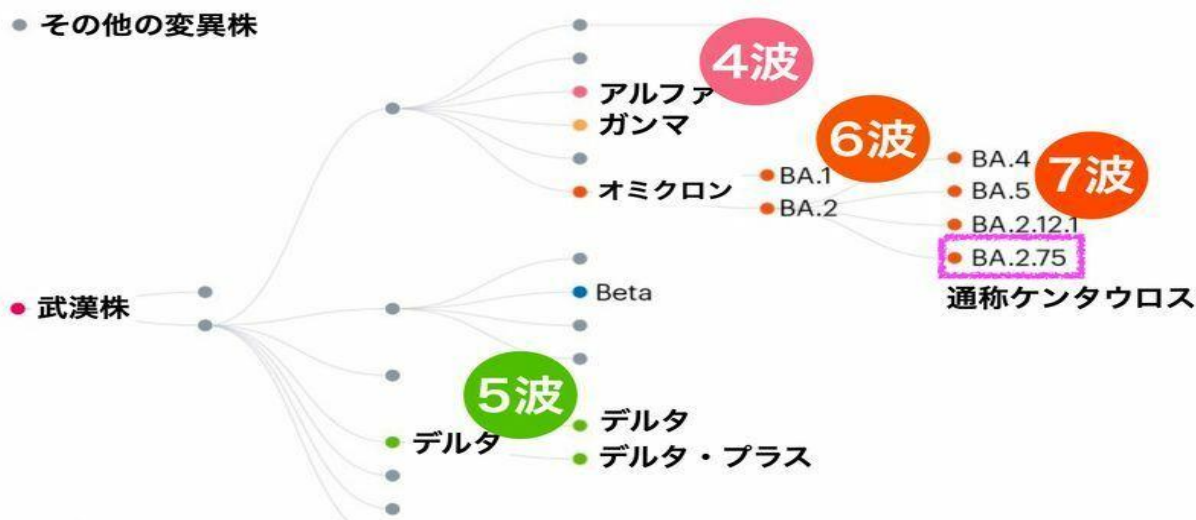 その他の変異株
4波
アルファ
ガンマ
6波
BA.4
7波
オミクロン
BA.1
BA.5
BA.2
BA.2.12.1
BA.2.75
通称ケンタウロス
Beta
武漢株
5波
デルタ
デルタ
デルタ・プラス